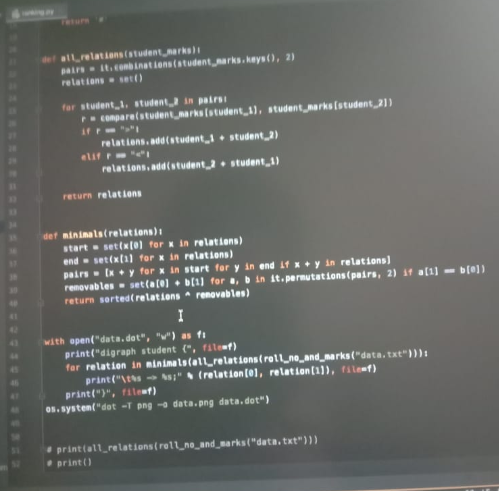 ranking.py
return
def all_relations(student_marks):
pairs = it.combinations(student_marks.keys(), 2)
relations = set()
for student_1, student_2 in pairs:
r = compare(student_marks[student_1], student_marks[student_2])
if r == ">":
relations.add(student_1 + student_2)
elif r == "<":
relations.add(student_2 + student_1)
return relations
def minimals(relations):
start = set(x[0] for x in relations)
end = set(x[1] for x in relations)
pairs = [x + y for x in start for y in end if x + y in relations]
removables = set(a[0] + b[1] for a, b in it.permutations(pairs, 2) if a[1] == b[0])
return sorted(relations ^ removables)
with open("data.dot", "w") as f:
print("digraph student {", file=f)
for relation in minimals(all_relations(roll_no_and_marks("data.txt"))):
print("\t%s -> %s;" % (relation[0], relation[1]), file=f)
print("}", file=f)
os.system("dot -T png -o data.png data.dot")
# print(all_relations(roll_no_and_marks("data.txt")))
# print()